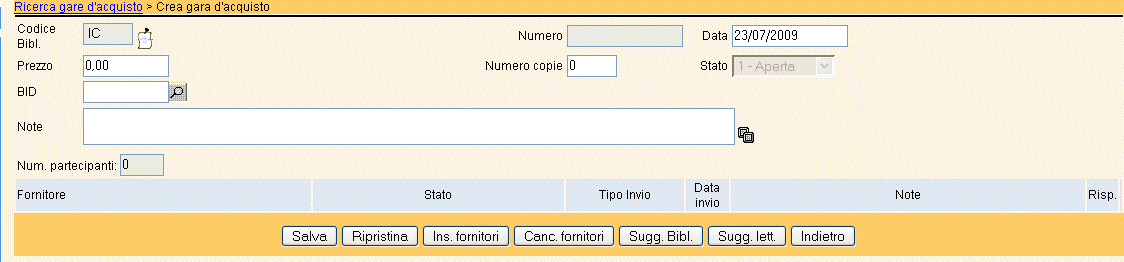 Ricerca gare d'acquisto > Crea gara d'acquisto
Codice Bibl. IC Numero Data 23/07/2009
Prezzo 0,00 Numero copie 0 Stato 1 - Aperta
BID
Note
Num. partecipanti: 0
Fornitore Stato Tipo Invio Data invio Note Risp.
Salva Ripristina Ins. fornitori Canc. fornitori Sugg. Bibl. Sugg. lett. Indietro